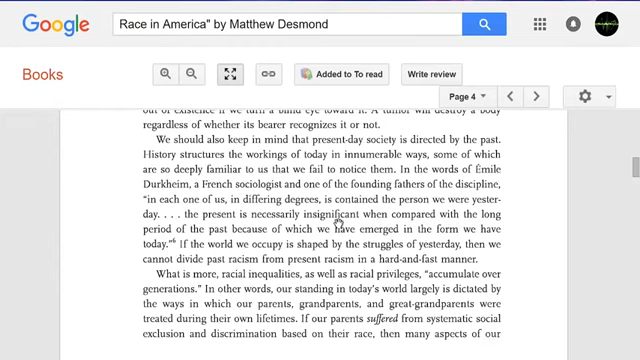 Google
Race in America" by Matthew Desmond
Books
Added to To read
Write review
Page 4
out of existence if we turn a blind eye toward it. A tumor will destroy a body
regardless of whether its bearer recognizes it or not.
We should also keep in mind that present-day society is directed by the past.
History structures the workings of today in innumerable ways, some of which
are so deeply familiar to us that we fail to notice them. In the words of Émile
Durkheim, a French sociologist and one of the founding fathers of the discipline,
“in each one of us, in differing degrees, is contained the person we were yester-
day. . . . the present is necessarily insignificant when compared with the long
period of the past because of which we have emerged in the form we have
today.”6 If the world we occupy is shaped by the struggles of yesterday, then we
cannot divide past racism from present racism in a hard-and-fast manner.
What is more, racial inequalities, as well as racial privileges, “accumulate over
generations.” In other words, our standing in today’s world largely is dictated by
the ways in which our parents, grandparents, and great-grandparents were
treated during their own lifetimes. If our parents suffered from systematic social
exclusion and discrimination based on their race, then many aspects of our